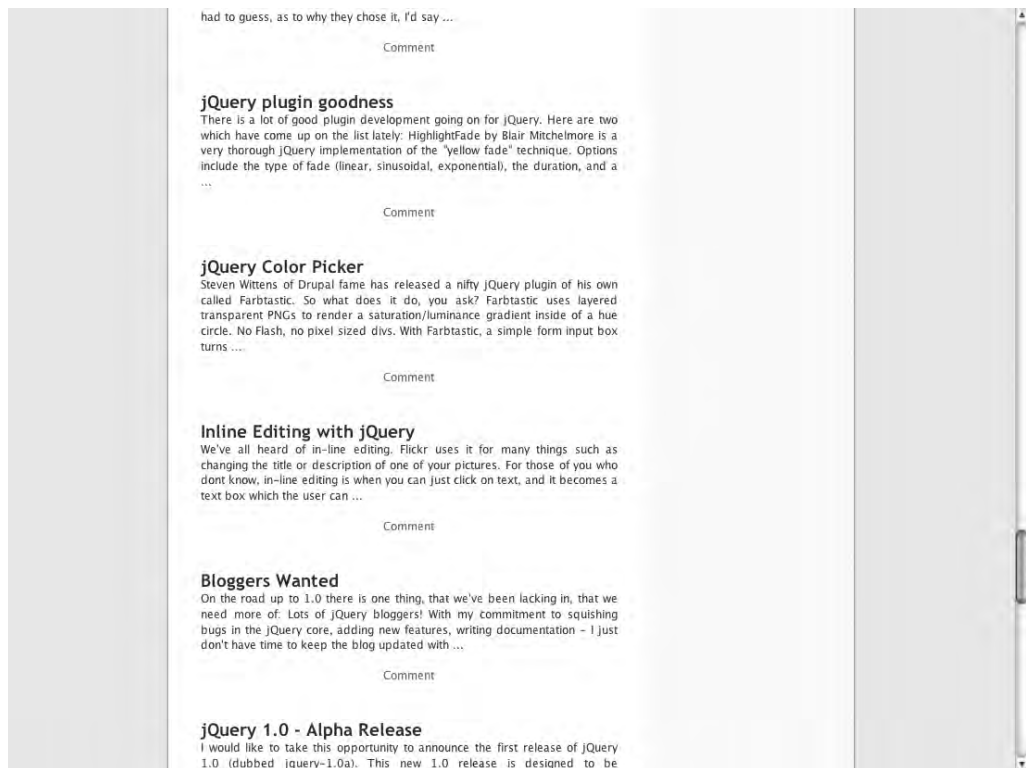 had to guess, as to why they chose it, I'd say ...
Comment
jQuery plugin goodness
There is a lot of good plugin development going on for jQuery. Here are two
which have come up on the list lately: HighlightFade by Blair Mitchelmore is a
very thorough jQuery implementation of the "yellow fade" technique. Options
include the type of fade (linear, sinusoidal, exponential), the duration, and a
...
Comment
jQuery Color Picker
Steven Wittens of Drupal fame has released a nifty jQuery plugin of his own
called Farbtastic. So what does it do, you ask? Farbtastic uses layered
transparent PNGs to render a saturation/luminance gradient inside of a hue
circle. No Flash, no pixel sized divs. With Farbtastic, a simple form input box
turns ...
Comment
Inline Editing with jQuery
We've all heard of in-line editing. Flickr uses it for many things such as
changing the title or description of one of your pictures. For those of you who
dont know, in-line editing is when you can just click on text, and it becomes a
text box which the user can ...
Comment
Bloggers Wanted
On the road up to 1.0 there is one thing, that we've been lacking in, that we
need more of: Lots of jQuery bloggers! With my commitment to squishing
bugs in the jQuery core, adding new features, writing documentation - I just
don't have time to keep the blog updated with ...
Comment
jQuery 1.0 - Alpha Release
I would like to take this opportunity to announce the first release of jQuery
1.0 (dubbed jquery-1.0a). This new 1.0 release is designed to be